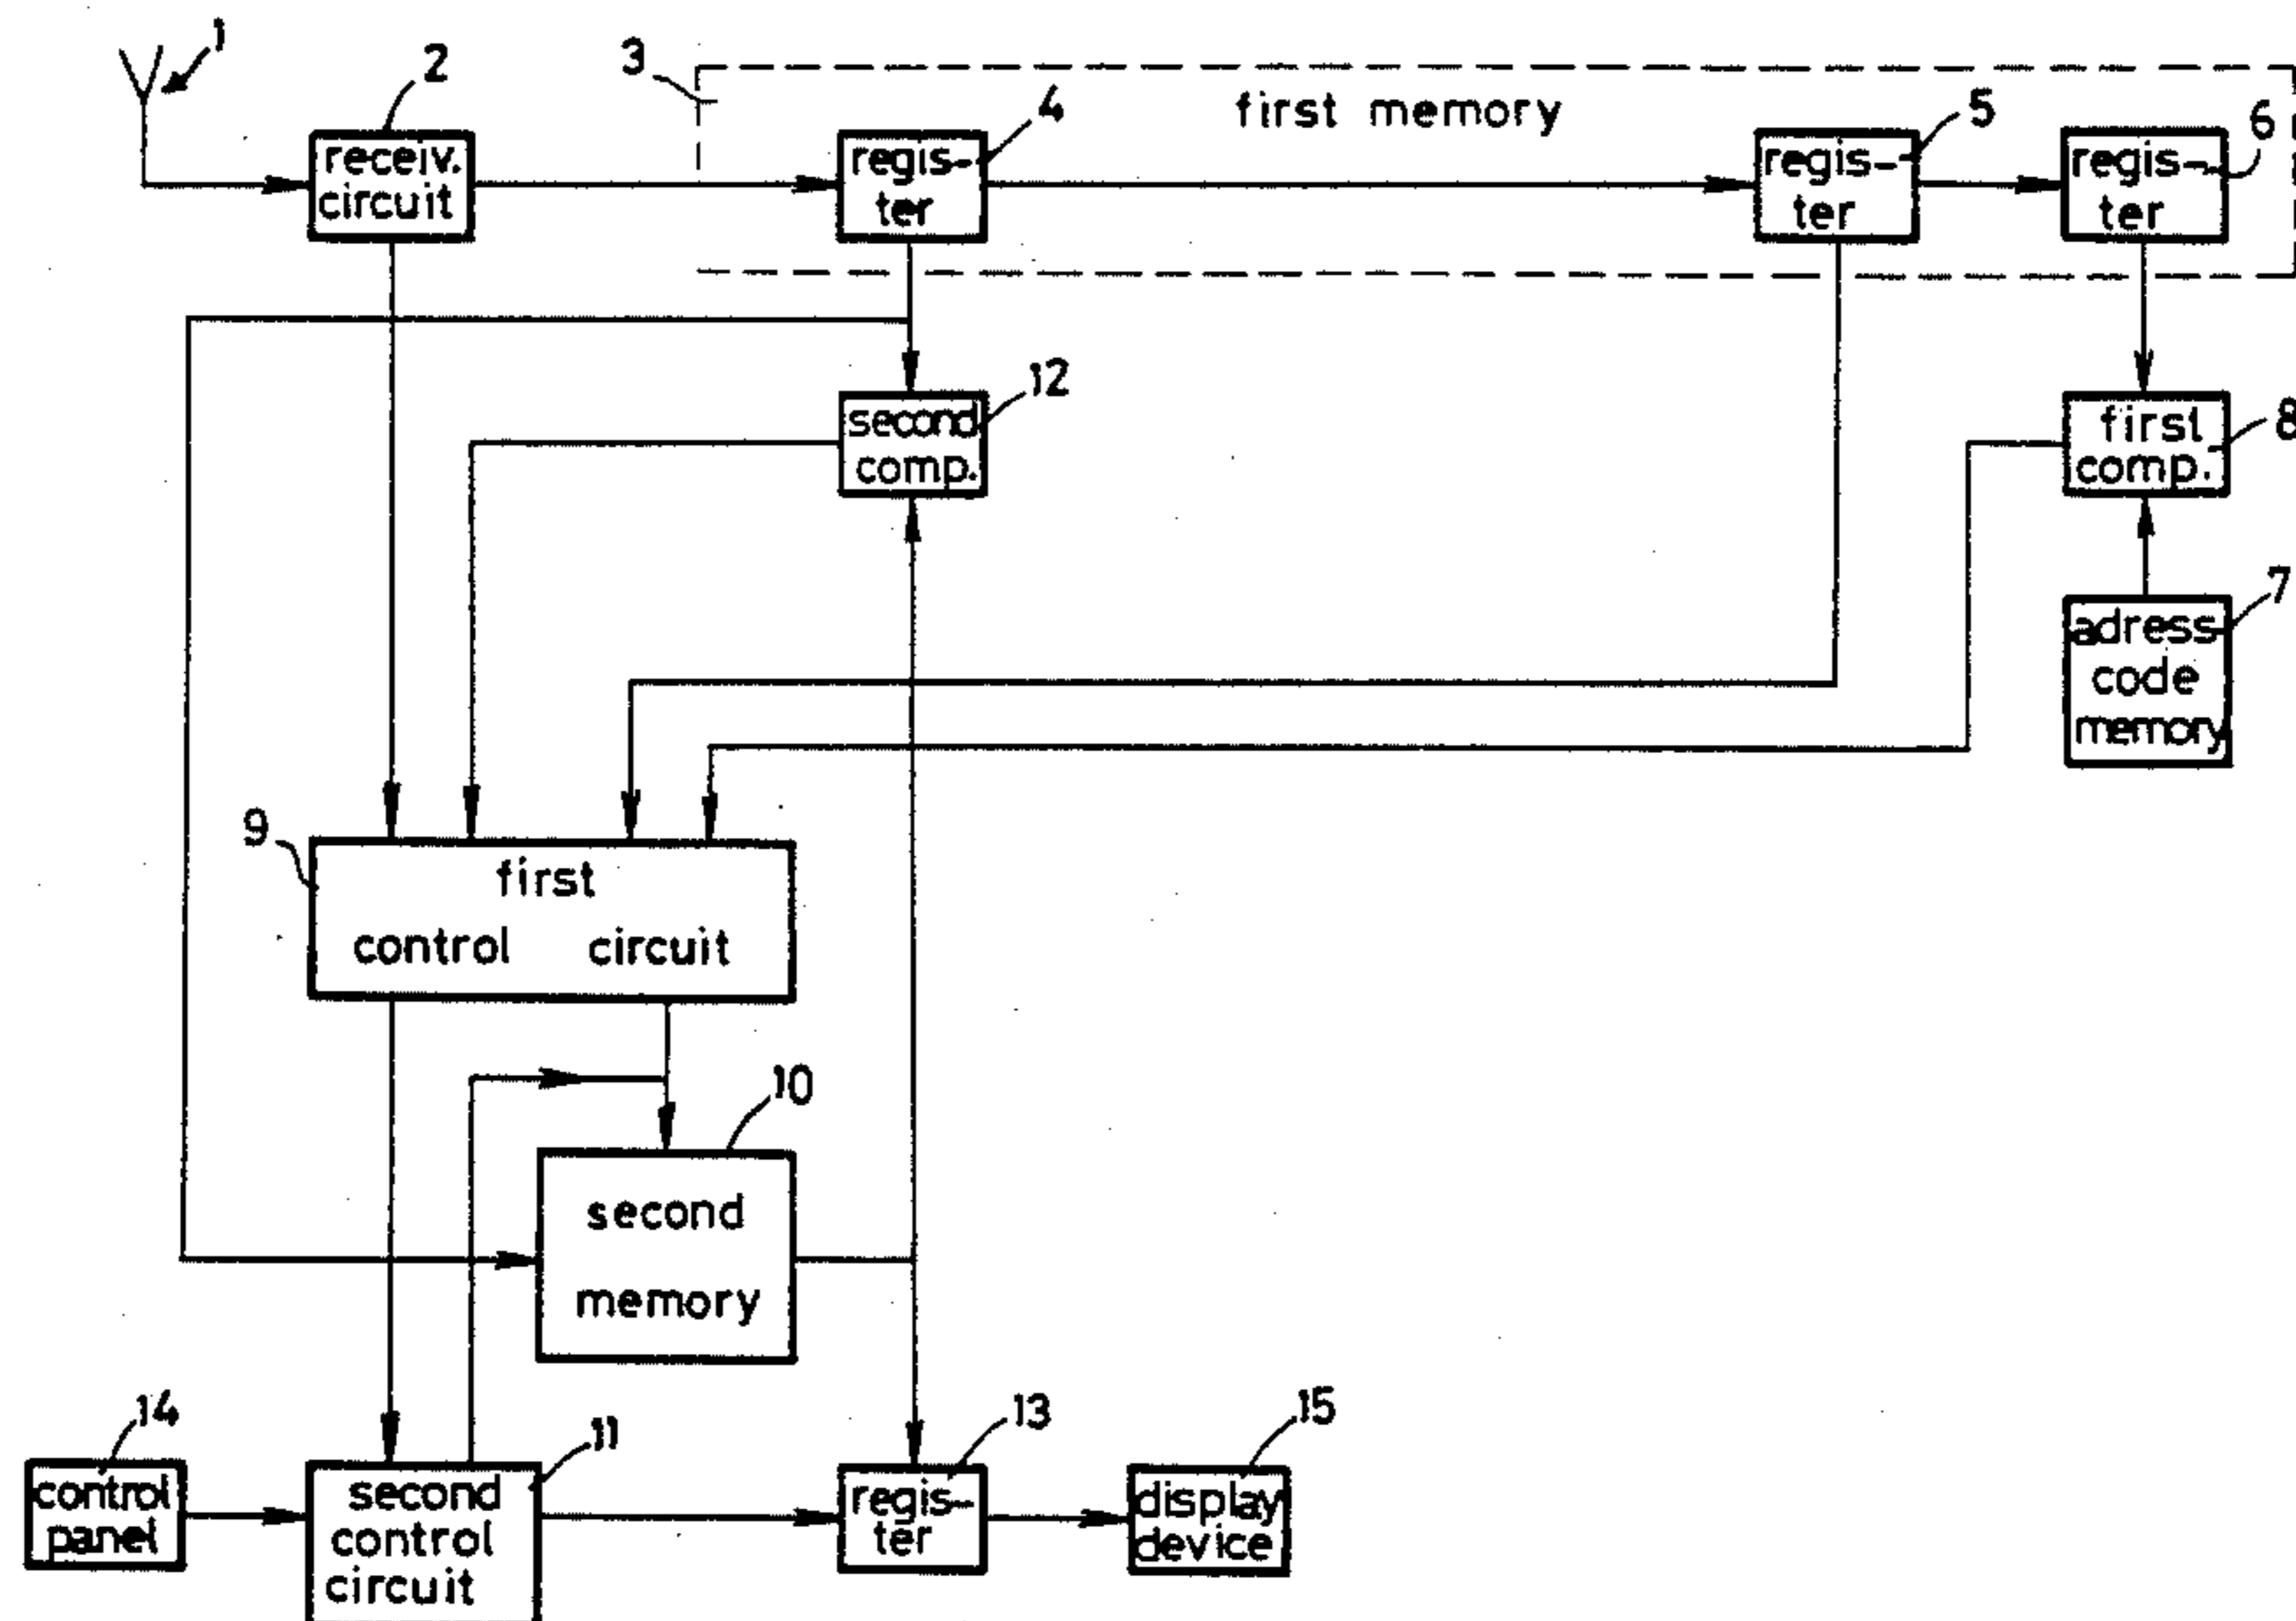 1
2
3
first memory
4
5
6
receiv.
circuit
regis-
ter
regis-
ter
regis-
ter
12
second
comp.
8
first
comp.
7
adress
code
memory
9
first
control circuit
10
second
memory
14
control
panel
11
second
control
circuit
13
regis-
ter
15
display
device